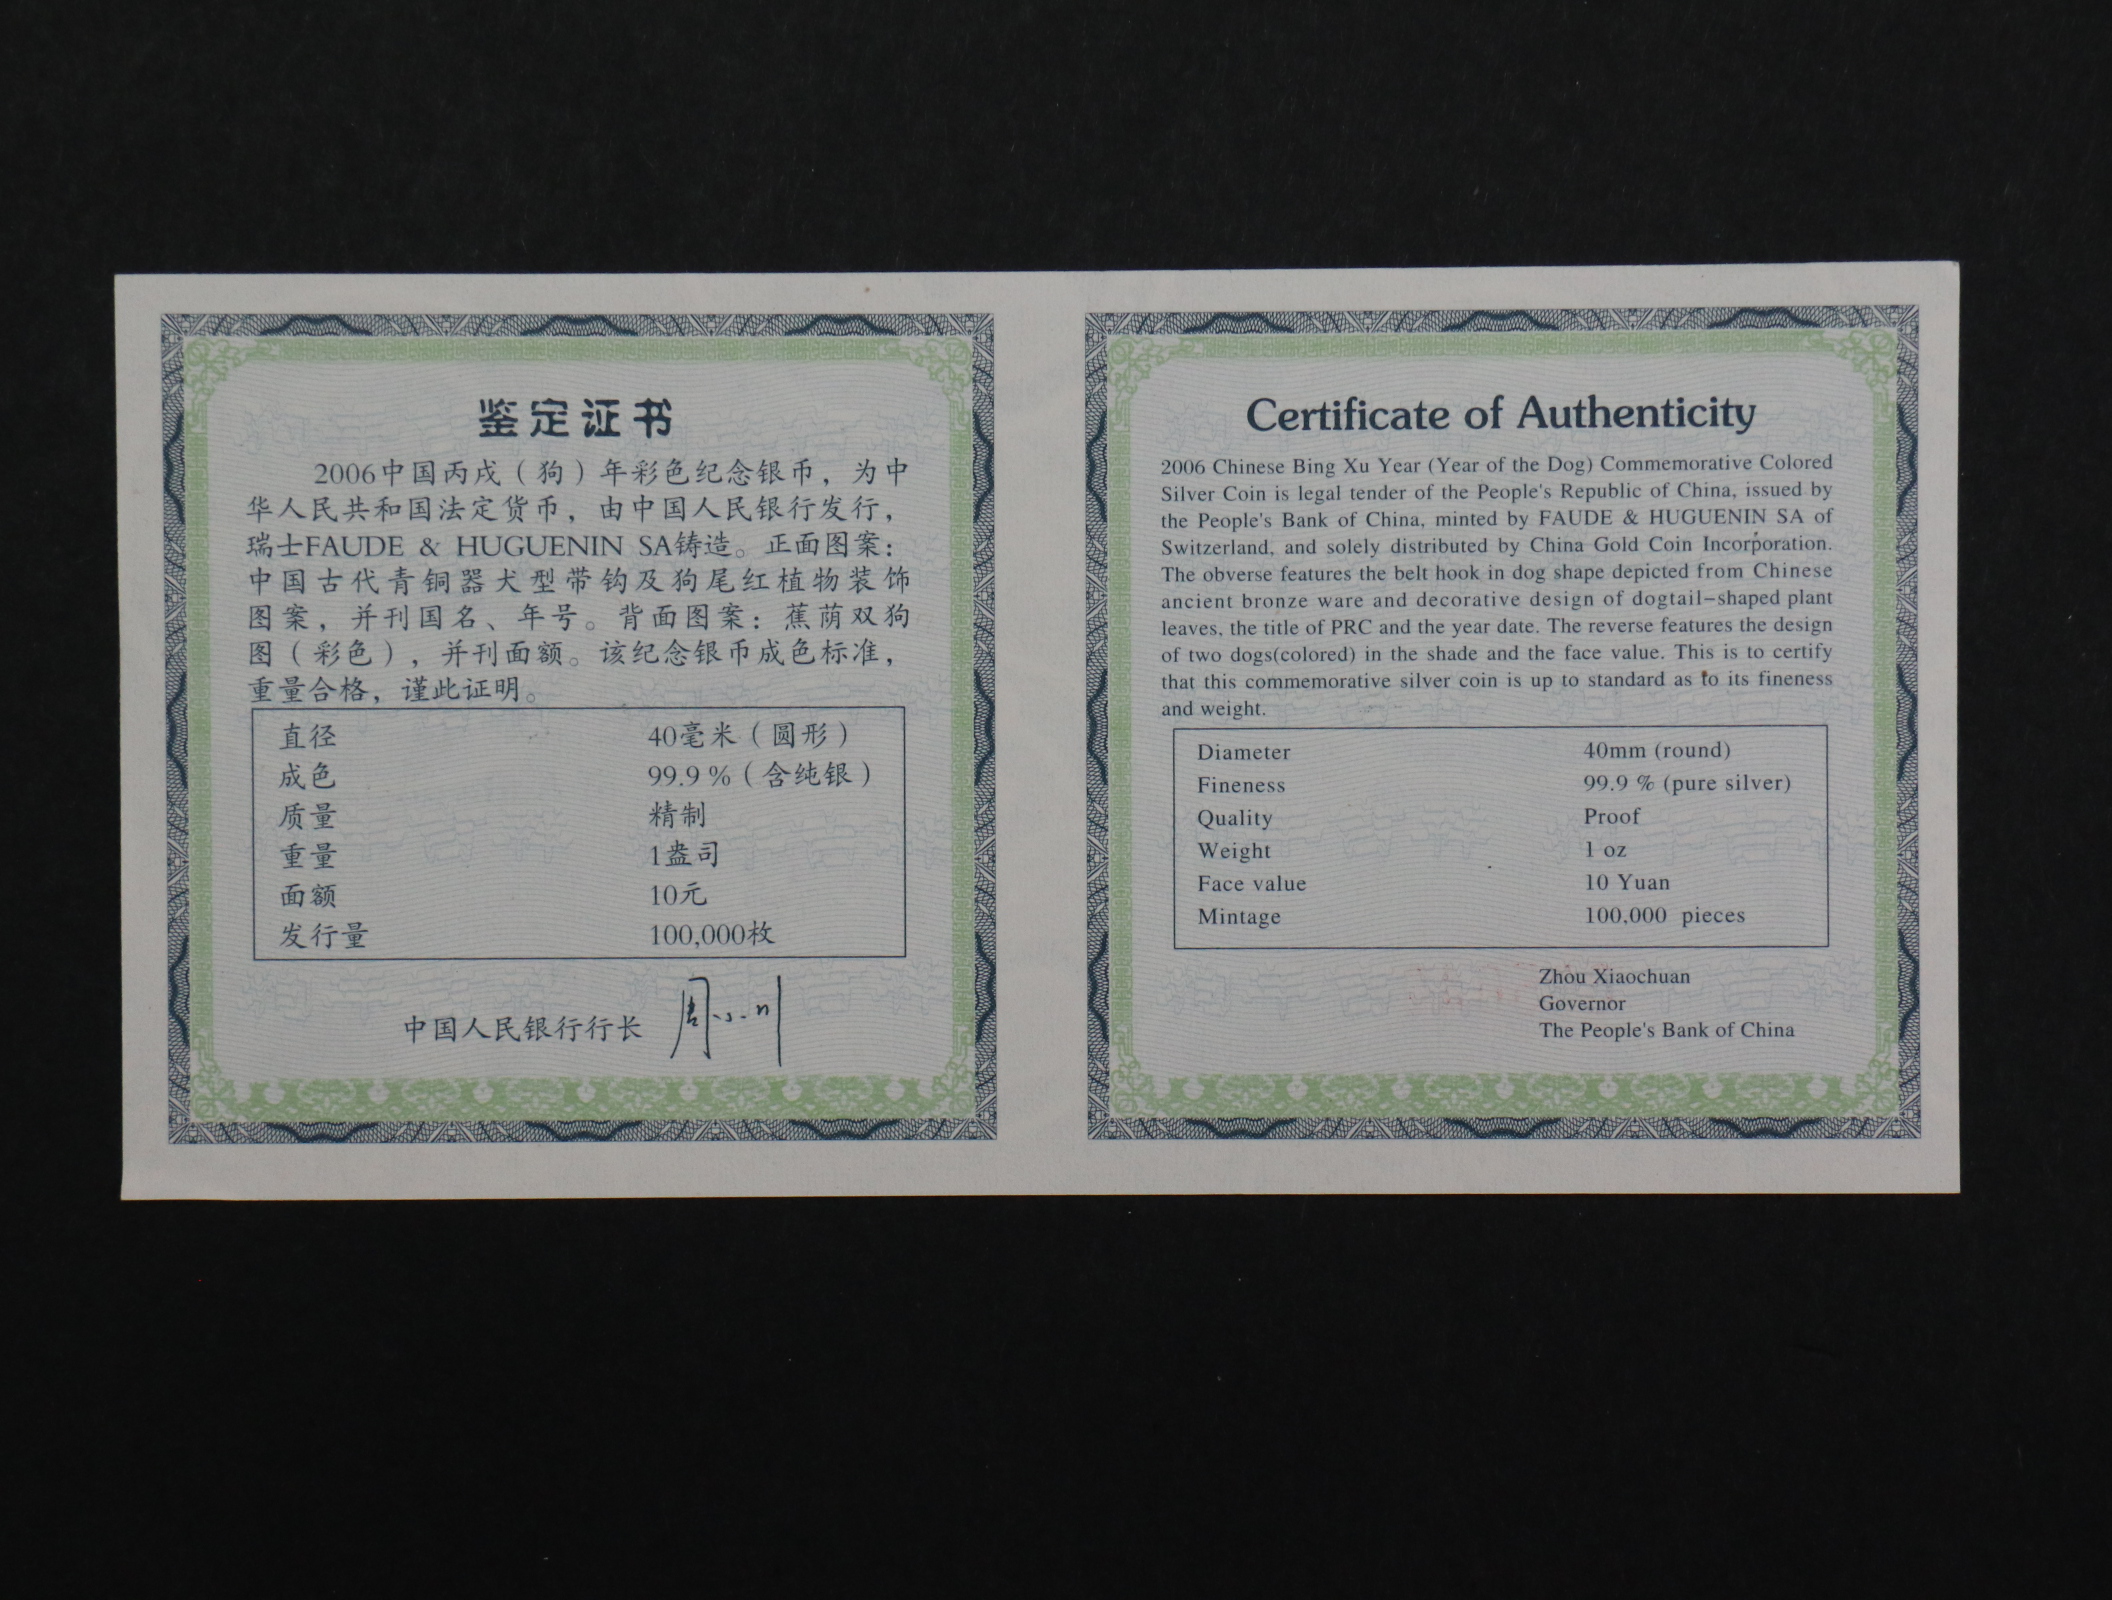 鉴定证书
2006中国丙戌（狗）年彩色纪念银币，为中
华人民共和国法定货币，由中国人民银行发行，
瑞士FAUDE & HUGUENIN SA铸造。正面图案：
中国古代青铜器犬型带钩及狗尾红植物装饰
图案，并刊国名、年号。背面图案：蕉荫双狗
图（彩色），并刊面额。该纪念银币成色标准，
重量合格，谨此证明。
直径 40毫米（圆形）
成色 99.9 %（含纯银）
质量 精制
重量 1盎司
面额 10元
发行量 100,000枚
中国人民银行行长 周小川
Certificate of Authenticity
2006 Chinese Bing Xu Year (Year of the Dog) Commemorative Colored
Silver Coin is legal tender of the People's Republic of China, issued by
the People's Bank of China, minted by FAUDE & HUGUENIN SA of
Switzerland, and solely distributed by China Gold Coin Incorporation.
The obverse features the belt hook in dog shape depicted from Chinese
ancient bronze ware and decorative design of dogtail-shaped plant
leaves, the title of PRC and the year date. The reverse features the design
of two dogs(colored) in the shade and the face value. This is to certify
that this commemorative silver coin is up to standard as to its fineness
and weight.
Diameter 40mm (round)
Fineness 99.9 % (pure silver)
Quality Proof
Weight 1 oz
Face value 10 Yuan
Mintage 100,000 pieces
Zhou Xiaochuan
Governor
The People's Bank of China